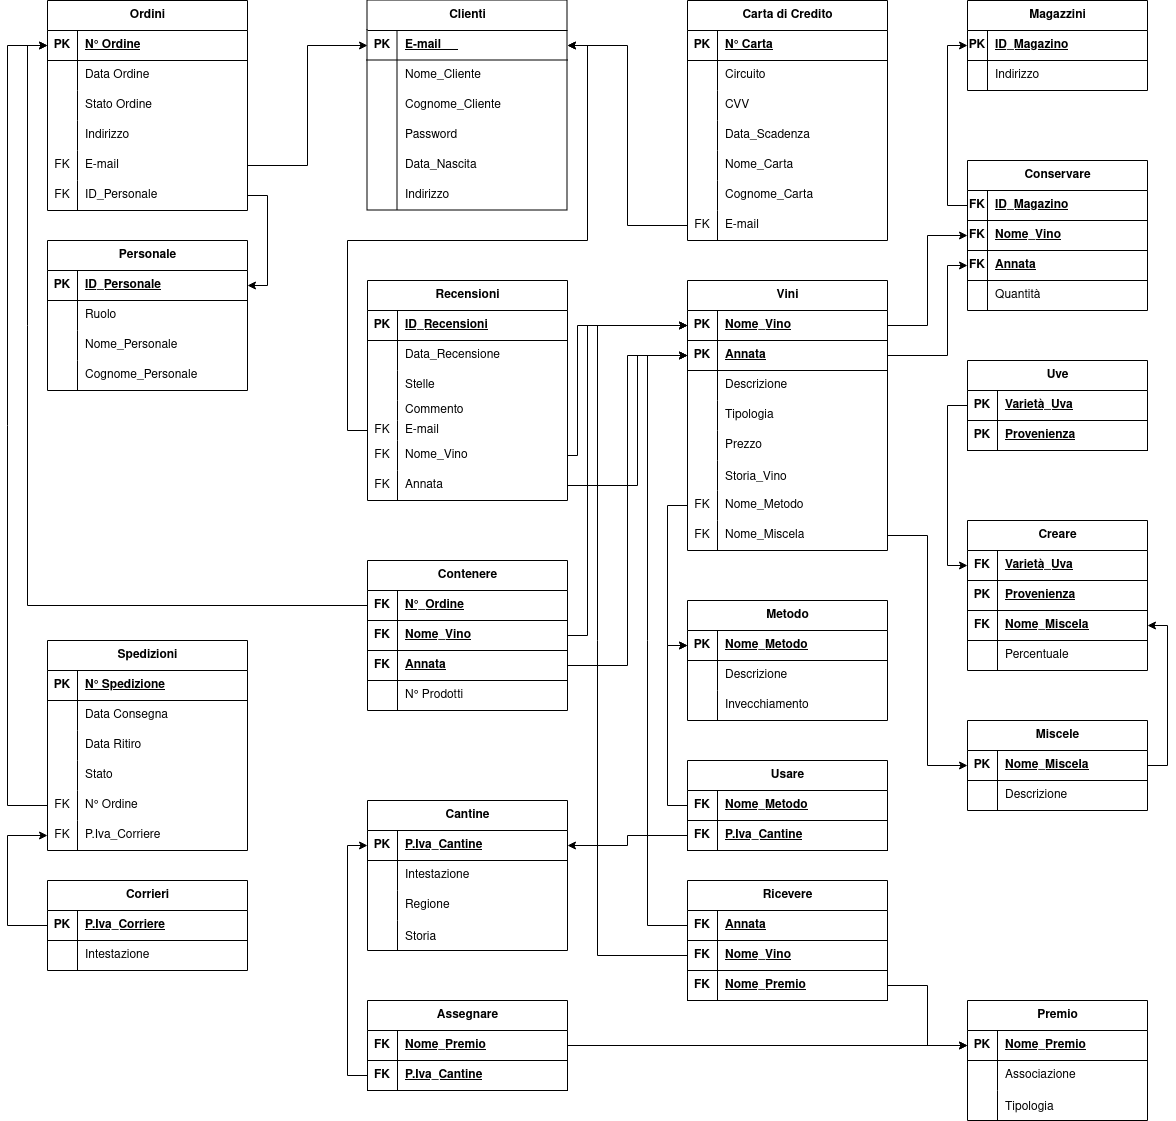 Ordini
PK N° Ordine
Data Ordine
Stato Ordine
Indirizzo
FK E-mail
FK ID_Personale
Personale
PK ID_Personale
Ruolo
Nome_Personale
Cognome_Personale
Spedizioni
PK N° Spedizione
Data Consegna
Data Ritiro
Stato
FK N° Ordine
FK P.Iva_Corriere
Corrieri
PK P.Iva_Corriere
Intestazione
Clienti
PK E-mail
Nome_Cliente
Cognome_Cliente
Password
Data_Nascita
Indirizzo
Recensioni
PK ID_Recensioni
Data_Recensione
Stelle
Commento
FK E-mail
FK Nome_Vino
FK Annata
Contenere
FK N°_Ordine
FK Nome_Vino
FK Annata
N° Prodotti
Cantine
PK P.Iva_Cantine
Intestazione
Regione
Storia
Assegnare
FK Nome_Premio
FK P.Iva_Cantine
Carta di Credito
PK N° Carta
Circuito
CVV
Data_Scadenza
Nome_Carta
Cognome_Carta
FK E-mail
Vini
PK Nome_Vino
PK Annata
Descrizione
Tipologia
Prezzo
Storia_Vino
FK Nome_Metodo
FK Nome_Miscela
Metodo
PK Nome_Metodo
Descrizione
Invecchiamento
Usare
FK Nome_Metodo
FK P.Iva_Cantine
Ricevere
FK Annata
FK Nome_Vino
FK Nome_Premio
Magazzini
PK ID_Magazino
Indirizzo
Conservare
FK ID_Magazino
FK Nome_Vino
FK Annata
Quantità
Uve
PK Varietà_Uva
PK Provenienza
Creare
FK Varietà_Uva
PK Provenienza
FK Nome_Miscela
Percentuale
Miscele
PK Nome_Miscela
Descrizione
Premio
PK Nome_Premio
Associazione
Tipologia